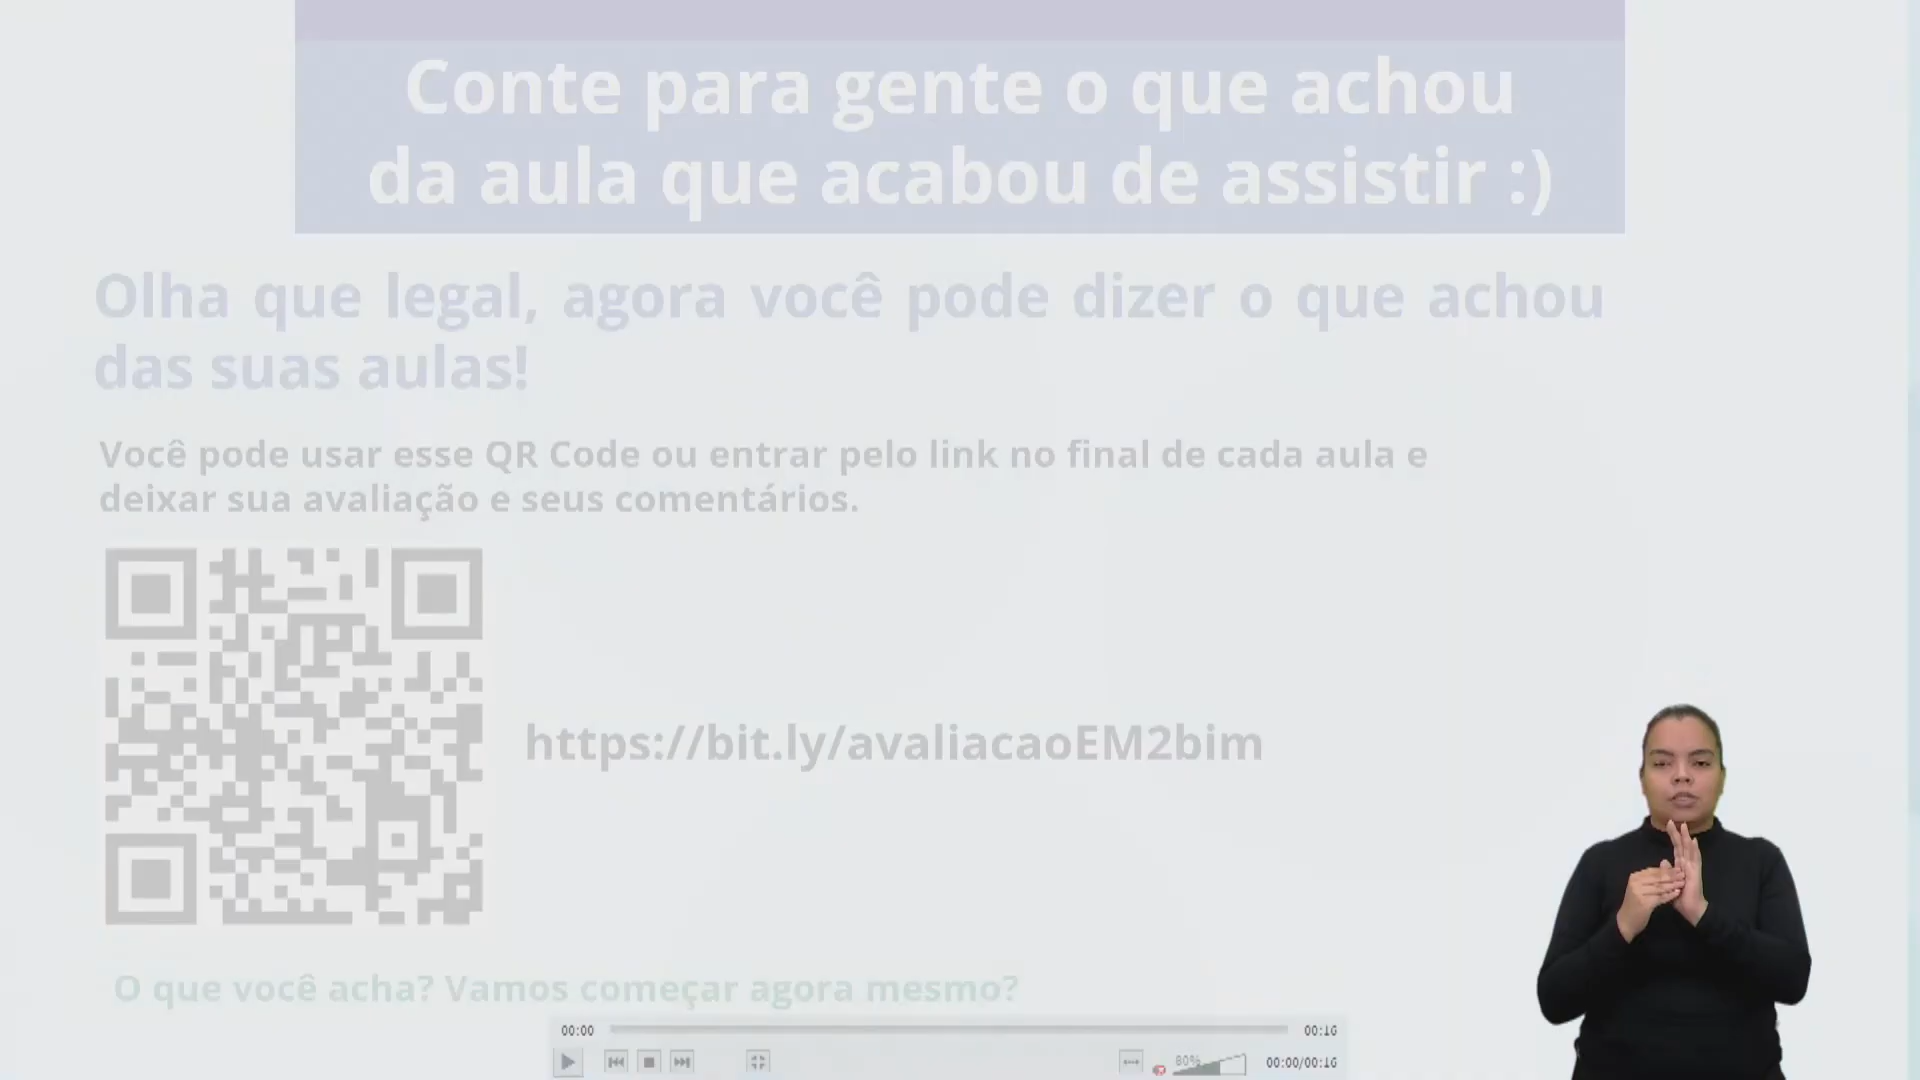 Conte para gente o que achou
da aula que acabou de assistir :)
Olha que legal, agora você pode dizer o que achou
das suas aulas!
Você pode usar esse QR Code ou entrar pelo link no final de cada aula e
deixar sua avaliação e seus comentários.
https://bit.ly/avaliacaoEM2bim
O que você acha? Vamos começar agora mesmo?
00:00 00:16
80% 00:00/00:16